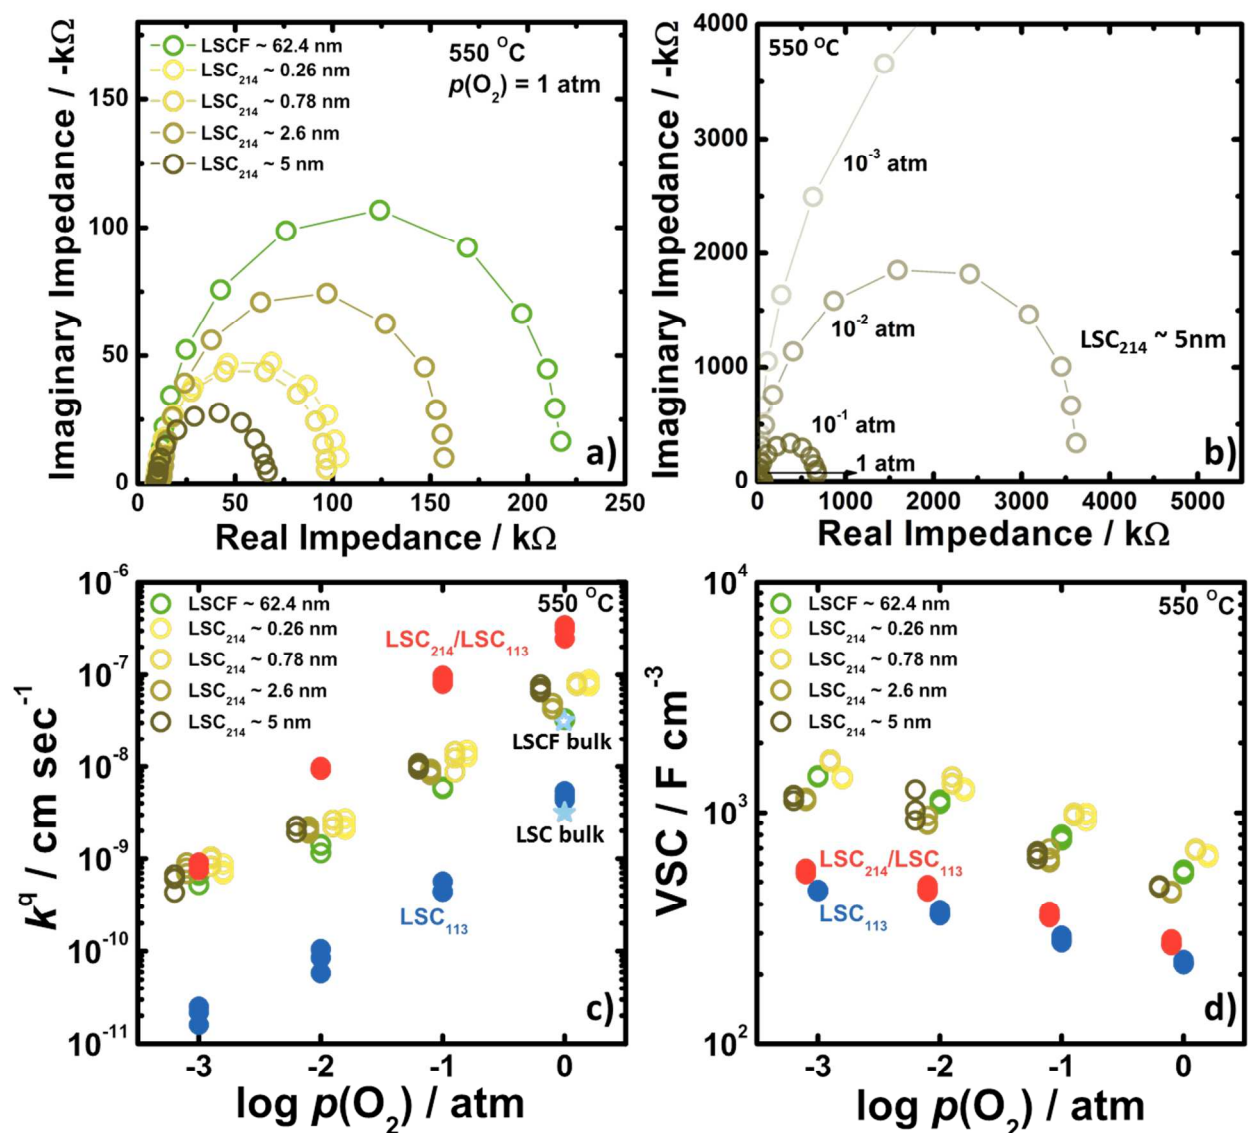 LSCF ~ 62.4 nm
LSC₂₁₄ ~ 0.26 nm
LSC₂₁₄ ~ 0.78 nm
LSC₂₁₄ ~ 2.6 nm
LSC₂₁₄ ~ 5 nm
550 °C
p(O₂) = 1 atm
150
100
50
0
0 50 100 150 200 250
Imaginary Impedance / -kΩ
Real Impedance / kΩ
a)
550 °C
10⁻³ atm
10⁻² atm
10⁻¹ atm
1 atm
LSC₂₁₄ ~ 5nm
4000
3000
2000
1000
0
0 1000 2000 3000 4000 5000
Imaginary Impedance / -kΩ
Real Impedance / kΩ
b)
LSCF ~ 62.4 nm
LSC₂₁₄ ~ 0.26 nm
LSC₂₁₄ ~ 0.78 nm
LSC₂₁₄ ~ 2.6 nm
LSC₂₁₄ ~ 5 nm
550 °C
LSC₂₁₄/LSC₁₁₃
LSCF bulk
LSC bulk
LSC₁₁₃
10⁻⁶
10⁻⁷
10⁻⁸
10⁻⁹
10⁻¹⁰
10⁻¹¹
-3 -2 -1 0
k^q / cm sec⁻¹
log p(O₂) / atm
c)
LSCF ~ 62.4 nm
LSC₂₁₄ ~ 0.26 nm
LSC₂₁₄ ~ 0.78 nm
LSC₂₁₄ ~ 2.6 nm
LSC₂₁₄ ~ 5 nm
550 °C
LSC₂₁₄/LSC₁₁₃
LSC₁₁₃
10⁴
10³
10²
-3 -2 -1 0
VSC / F cm⁻³
log p(O₂) / atm
d)